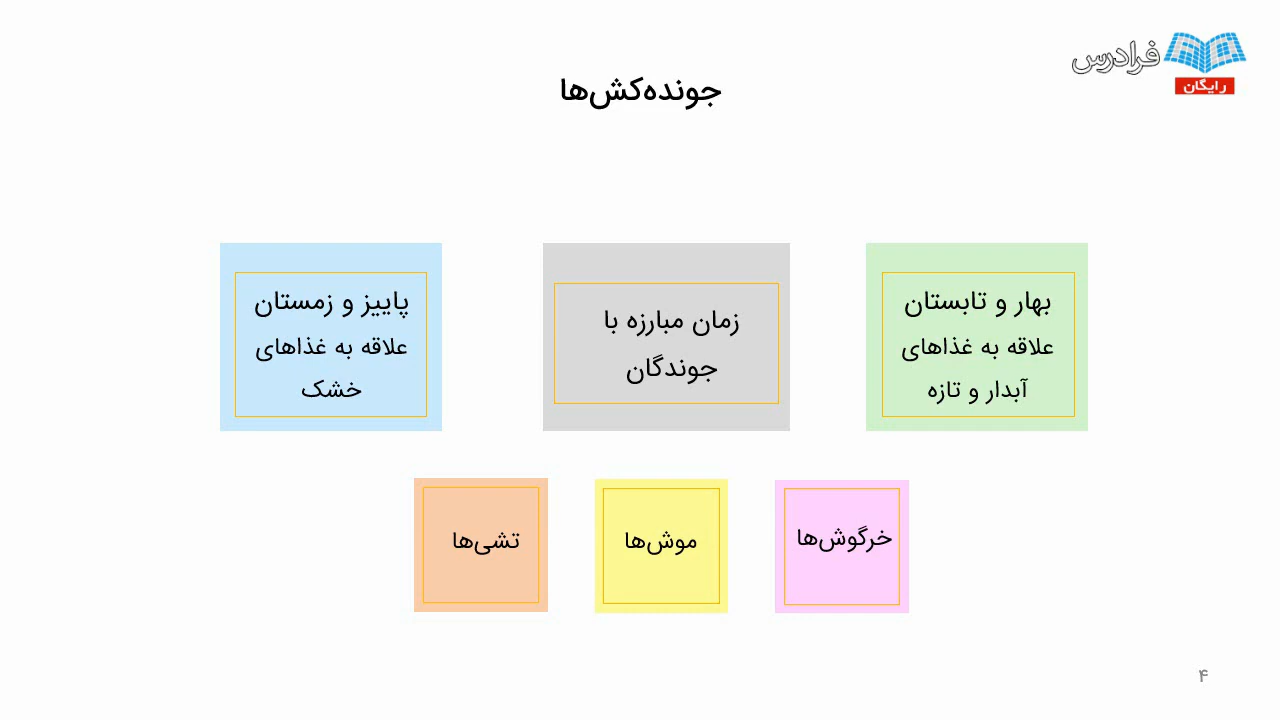 فرادرس
رایگان
جونده‌کش‌ها
بهار و تابستان
علاقه به غذاهای
آبدار و تازه
زمان مبارزه با
جوندگان
پاییز و زمستان
علاقه به غذاهای
خشک
خرگوش‌ها
موش‌ها
تشی‌ها
۴